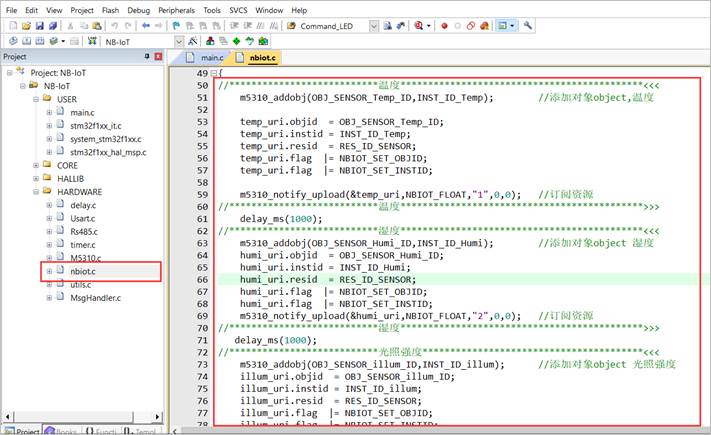 File Edit View Project Flash Debug Peripherals Tools SVCS Window Help
Command_LED
LOAD NB-IoT
Project
main.c nbiot.c
Project: NB-IoT
NB-IoT
USER
main.c
stm32f1xx_it.c
system_stm32f1xx.c
stm32f1xx_hal_msp.c
CORE
HALLIB
HARDWARE
delay.c
Usart.c
Rs485.c
timer.c
M5310.c
nbiot.c
utils.c
MsgHandler.c
Project Books {} Functi Templ
49 {
50 //***************************温度********************************************<<<
51 m5310_addobj(OBJ_SENSOR_Temp_ID,INST_ID_Temp); //添加对象object,温度
52
53 temp_uri.objid = OBJ_SENSOR_Temp_ID;
54 temp_uri.instid = INST_ID_Temp;
55 temp_uri.resid = RES_ID_SENSOR;
56 temp_uri.flag |= NBIOT_SET_OBJID;
57 temp_uri.flag |= NBIOT_SET_INSTID;
58
59 m5310_notify_upload(&temp_uri,NBIOT_FLOAT,"1",0,0); //订阅资源
60 //***************************温度********************************************>>>
61 delay_ms(1000);
62 //***************************湿度********************************************<<<
63 m5310_addobj(OBJ_SENSOR_Humi_ID,INST_ID_Humi); //添加对象object 湿度
64 humi_uri.objid = OBJ_SENSOR_Humi_ID;
65 humi_uri.instid = INST_ID_Humi;
66 humi_uri.resid = RES_ID_SENSOR;
67 humi_uri.flag |= NBIOT_SET_OBJID;
68 humi_uri.flag |= NBIOT_SET_INSTID;
69 m5310_notify_upload(&humi_uri,NBIOT_FLOAT,"2",0,0); //订阅资源
70 //***************************湿度********************************************>>>
71 delay_ms(1000);
72 //***************************光照强度****************************************<<<
73 m5310_addobj(OBJ_SENSOR_illum_ID,INST_ID_illum); //添加对象object 光照强度
74 illum_uri.objid = OBJ_SENSOR_illum_ID;
75 illum_uri.instid = INST_ID_illum;
76 illum_uri.resid = RES_ID_SENSOR;
77 illum_uri.flag |= NBIOT_SET_OBJID;
78 illum_uri.flag |= NBIOT_SET_INSTID;